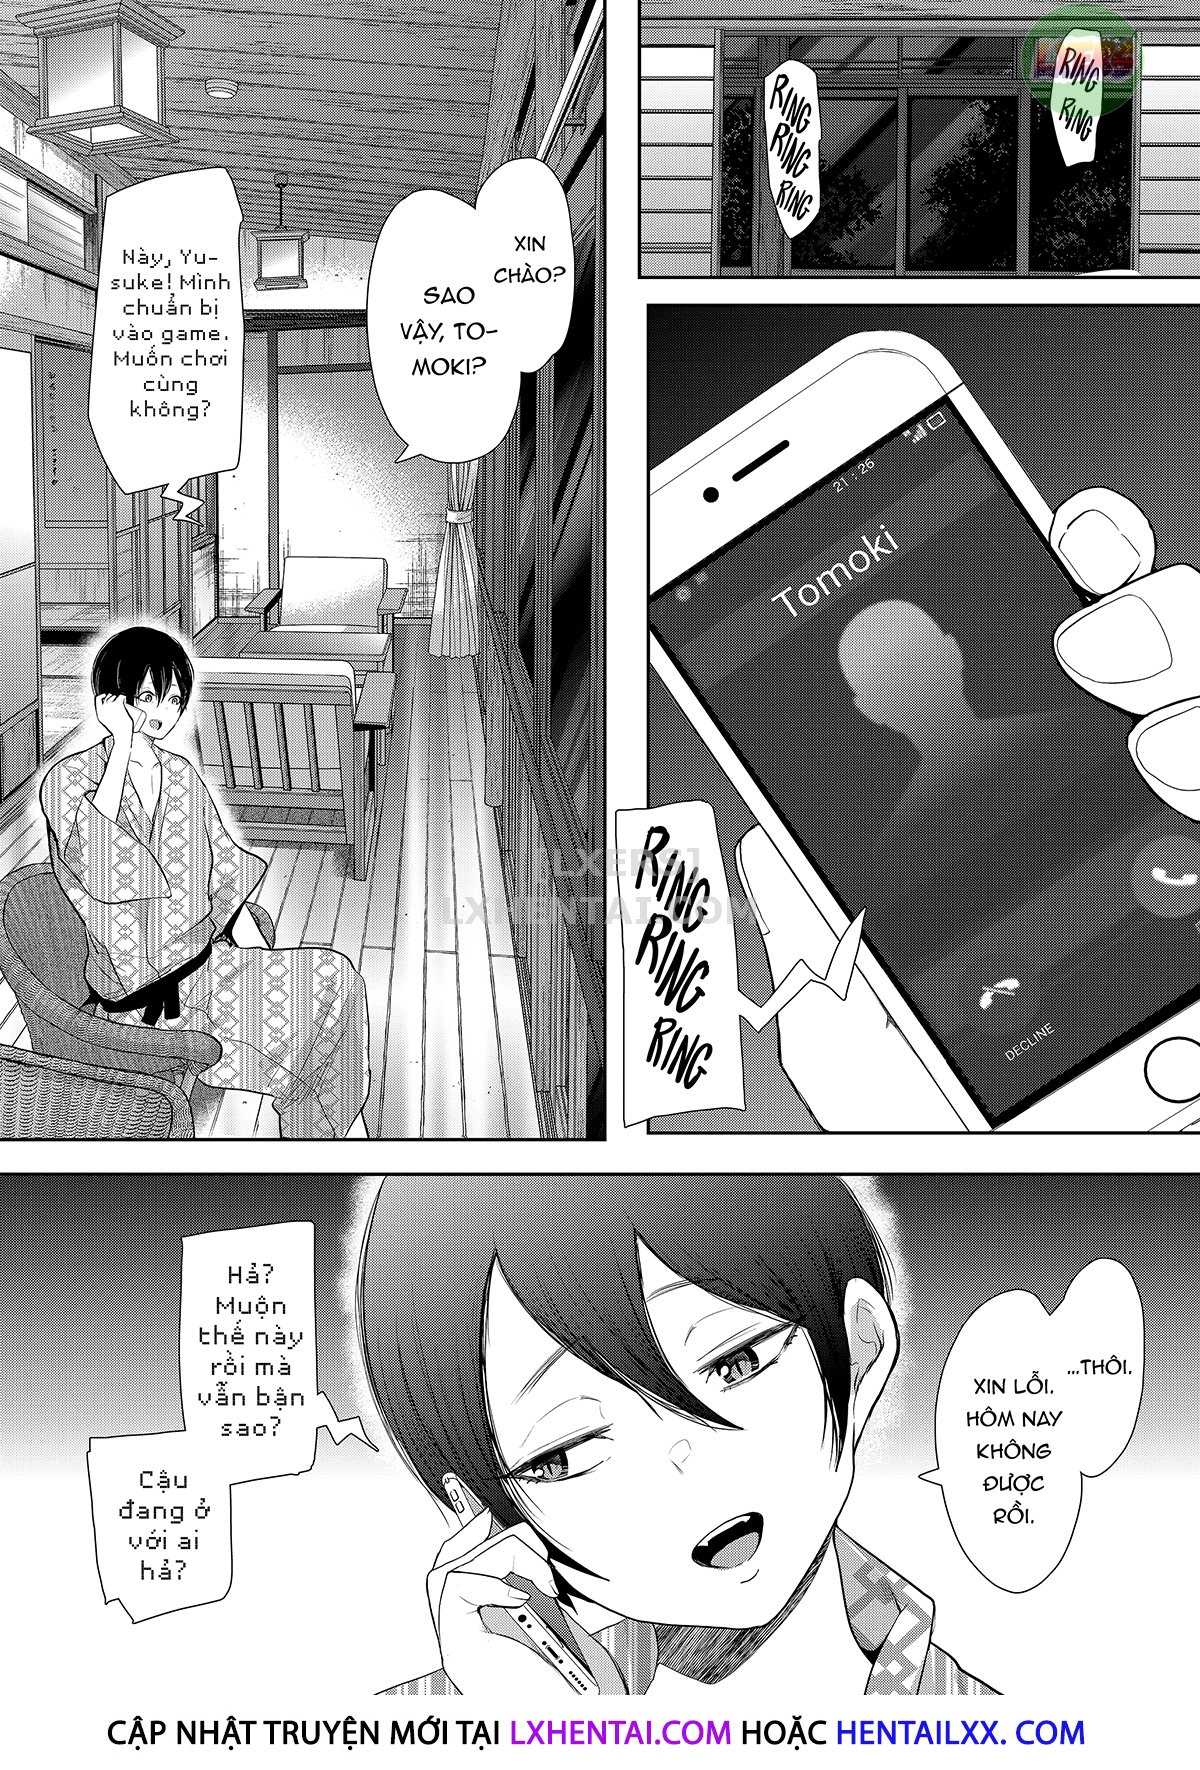 RING
RING
RING
RING
RING
21 : 26
Tomoki
DECLINE
RING
RING
RING
XIN
CHÀO?
SAO
VẬY, TO-
MOKI?
Này, Yu-
suke! Mình
chuẩn bị
vào game.
Muốn chơi
cùng
không?
[LXERS]
LXHENTAI.COM
...THÔI.
XIN LỖI.
HÔM NAY
KHÔNG
ĐƯỢC
RỒI.
Hả?
Muộn
thế này
rồi mà
vẫn bận
sao?
Cậu
đang ở
với ai
hả?
CẬP NHẬT TRUYỆN MỚI TẠI LXHENTAI.COM HOẶC HENTAILXX. COM